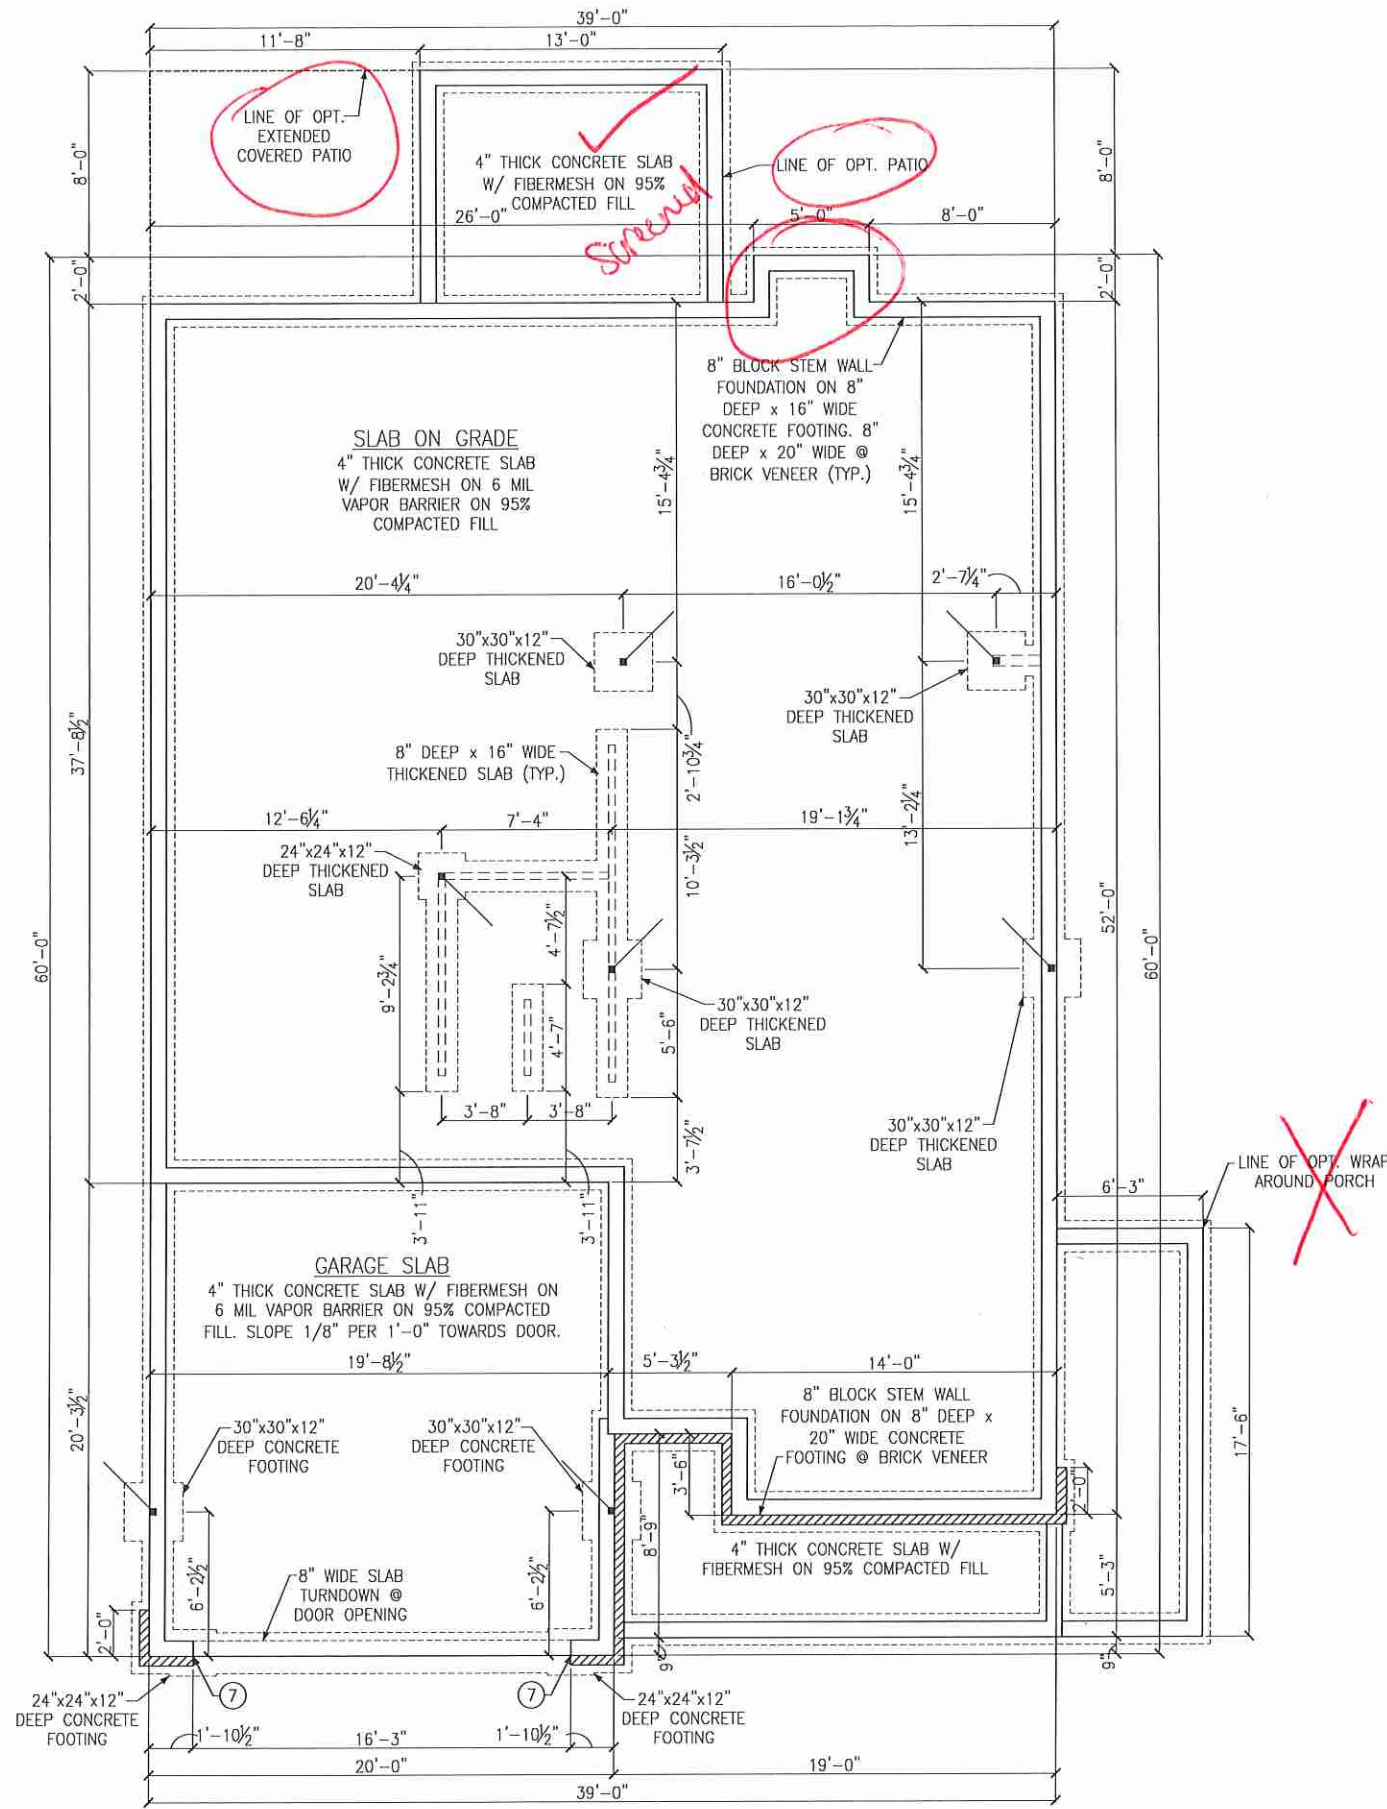 39'-0"
11'-8"
13'-0"
LINE OF OPT.
EXTENDED
COVERED PATIO
4" THICK CONCRETE SLAB
W/ FIBERMESH ON 95%
COMPACTED FILL
Screened
LINE OF OPT. PATIO
8'-0"
8'-0"
26'-0"
5'-0"
8'-0"
2'-0"
2'-0"
8" BLOCK STEM WALL
FOUNDATION ON 8"
DEEP x 16" WIDE
CONCRETE FOOTING. 8"
DEEP x 20" WIDE @
BRICK VENEER (TYP.)
SLAB ON GRADE
4" THICK CONCRETE SLAB
W/ FIBERMESH ON 6 MIL
VAPOR BARRIER ON 95%
COMPACTED FILL
15'-4¾"
15'-4¾"
20'-4¼"
16'-0½"
2'-7¼"
30"x30"x12"
DEEP THICKENED
SLAB
30"x30"x12"
DEEP THICKENED
SLAB
37'-8½"
8" DEEP x 16" WIDE
THICKENED SLAB (TYP.)
2'-10¾"
13'-2¼"
12'-6¼"
7'-4"
19'-1¾"
24"x24"x12"
DEEP THICKENED
SLAB
10'-3½"
52'-0"
60'-0"
60'-0"
9'-2¾"
4'-7½"
4'-7"
5'-6"
30"x30"x12"
DEEP THICKENED
SLAB
3'-8"
3'-8"
30"x30"x12"
DEEP THICKENED
SLAB
3'-7½"
3'-11"
3'-11"
LINE OF OPT. WRAP
AROUND PORCH
6'-3"
GARAGE SLAB
4" THICK CONCRETE SLAB W/ FIBERMESH ON
6 MIL VAPOR BARRIER ON 95% COMPACTED
FILL. SLOPE 1/8" PER 1'-0" TOWARDS DOOR.
19'-8½"
5'-3½"
14'-0"
20'-3½"
30"x30"x12"
DEEP CONCRETE
FOOTING
30"x30"x12"
DEEP CONCRETE
FOOTING
8" BLOCK STEM WALL
FOUNDATION ON 8" DEEP x
20" WIDE CONCRETE
FOOTING @ BRICK VENEER
17'-6"
3'-6"
2'-0"
8'-9"
4" THICK CONCRETE SLAB W/
FIBERMESH ON 95% COMPACTED FILL
6'-2½"
6'-2½"
5'-3"
8" WIDE SLAB
TURNDOWN @
DOOR OPENING
2'-0"
9"
9"
7
7
24"x24"x12"
DEEP CONCRETE
FOOTING
24"x24"x12"
DEEP CONCRETE
FOOTING
1'-10½"
16'-3"
1'-10½"
20'-0"
19'-0"
39'-0"